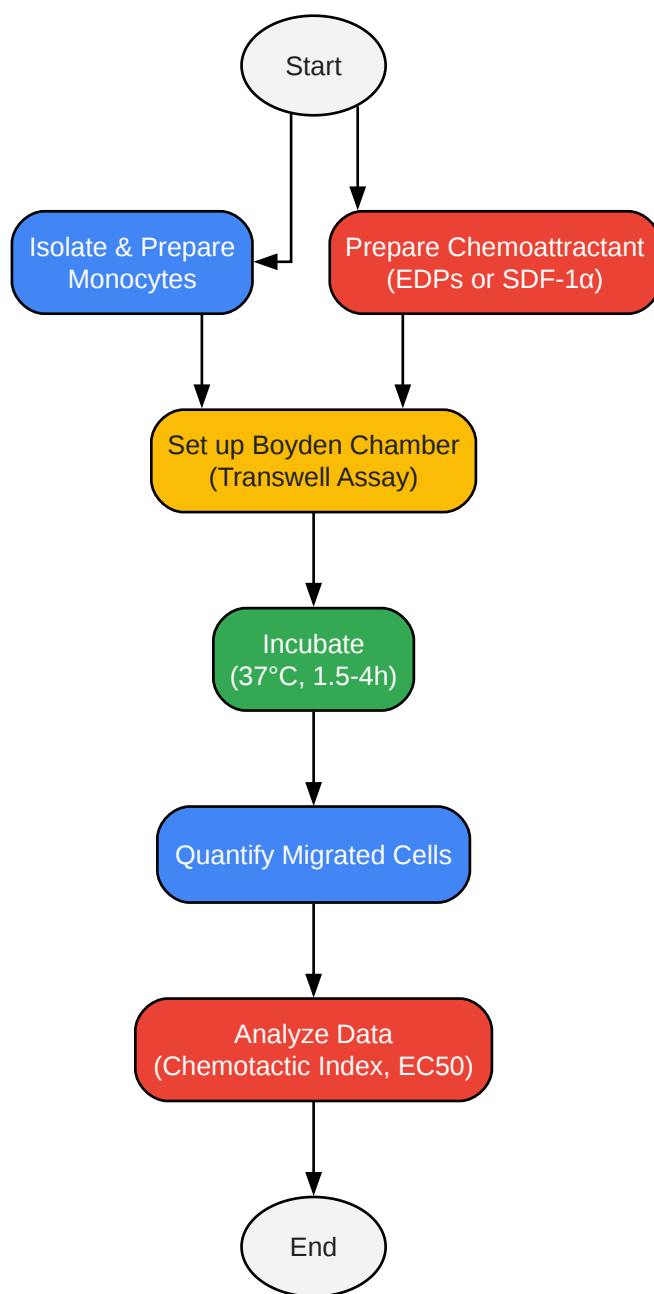 Start
Isolate & Prepare
Monocytes
Prepare Chemoattractant
(EDPs or SDF-1α)
Set up Boyden Chamber
(Transwell Assay)
Incubate
(37°C, 1.5-4h)
Quantify Migrated Cells
Analyze Data
(Chemotactic Index, EC50)
End